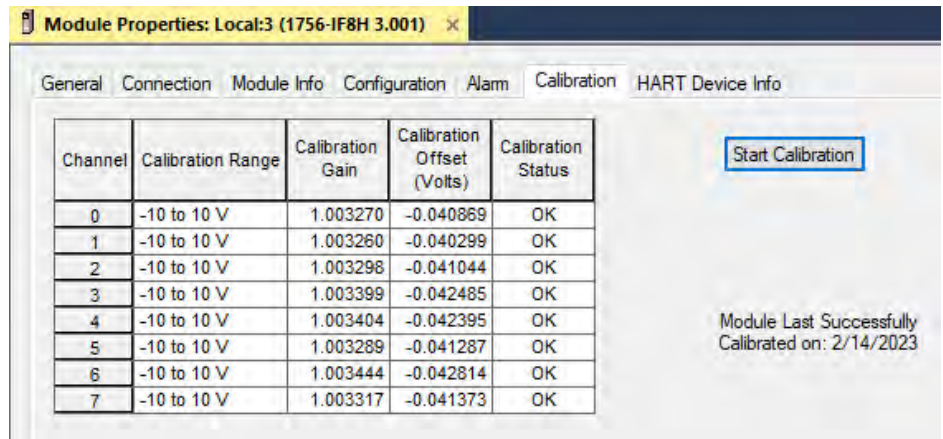 Module Properties: Local:3 (1756-IF8H 3.001) ×
General Connection Module Info Configuration Alarm Calibration HART Device Info
Channel Calibration Range Calibration Gain Calibration Offset (Volts) Calibration Status
0 -10 to 10 V 1.003270 -0.040869 OK
1 -10 to 10 V 1.003260 -0.040299 OK
2 -10 to 10 V 1.003298 -0.041044 OK
3 -10 to 10 V 1.003399 -0.042485 OK
4 -10 to 10 V 1.003404 -0.042395 OK
5 -10 to 10 V 1.003289 -0.041287 OK
6 -10 to 10 V 1.003444 -0.042814 OK
7 -10 to 10 V 1.003317 -0.041373 OK
Start Calibration
Module Last Successfully
Calibrated on: 2/14/2023